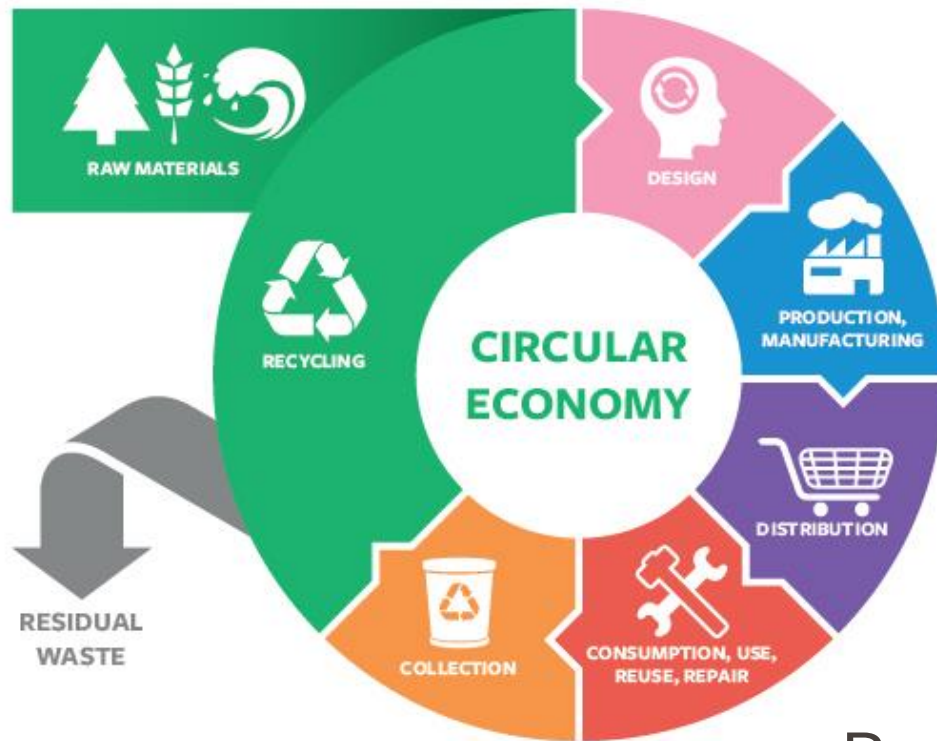 RAW MATERIALS
DESIGN
PRODUCTION,
MANUFACTURING
RECYCLING
CIRCULAR
ECONOMY
DISTRIBUTION
RESIDUAL
WASTE
COLLECTION
CONSUMPTION, USE,
REUSE, REPAIR